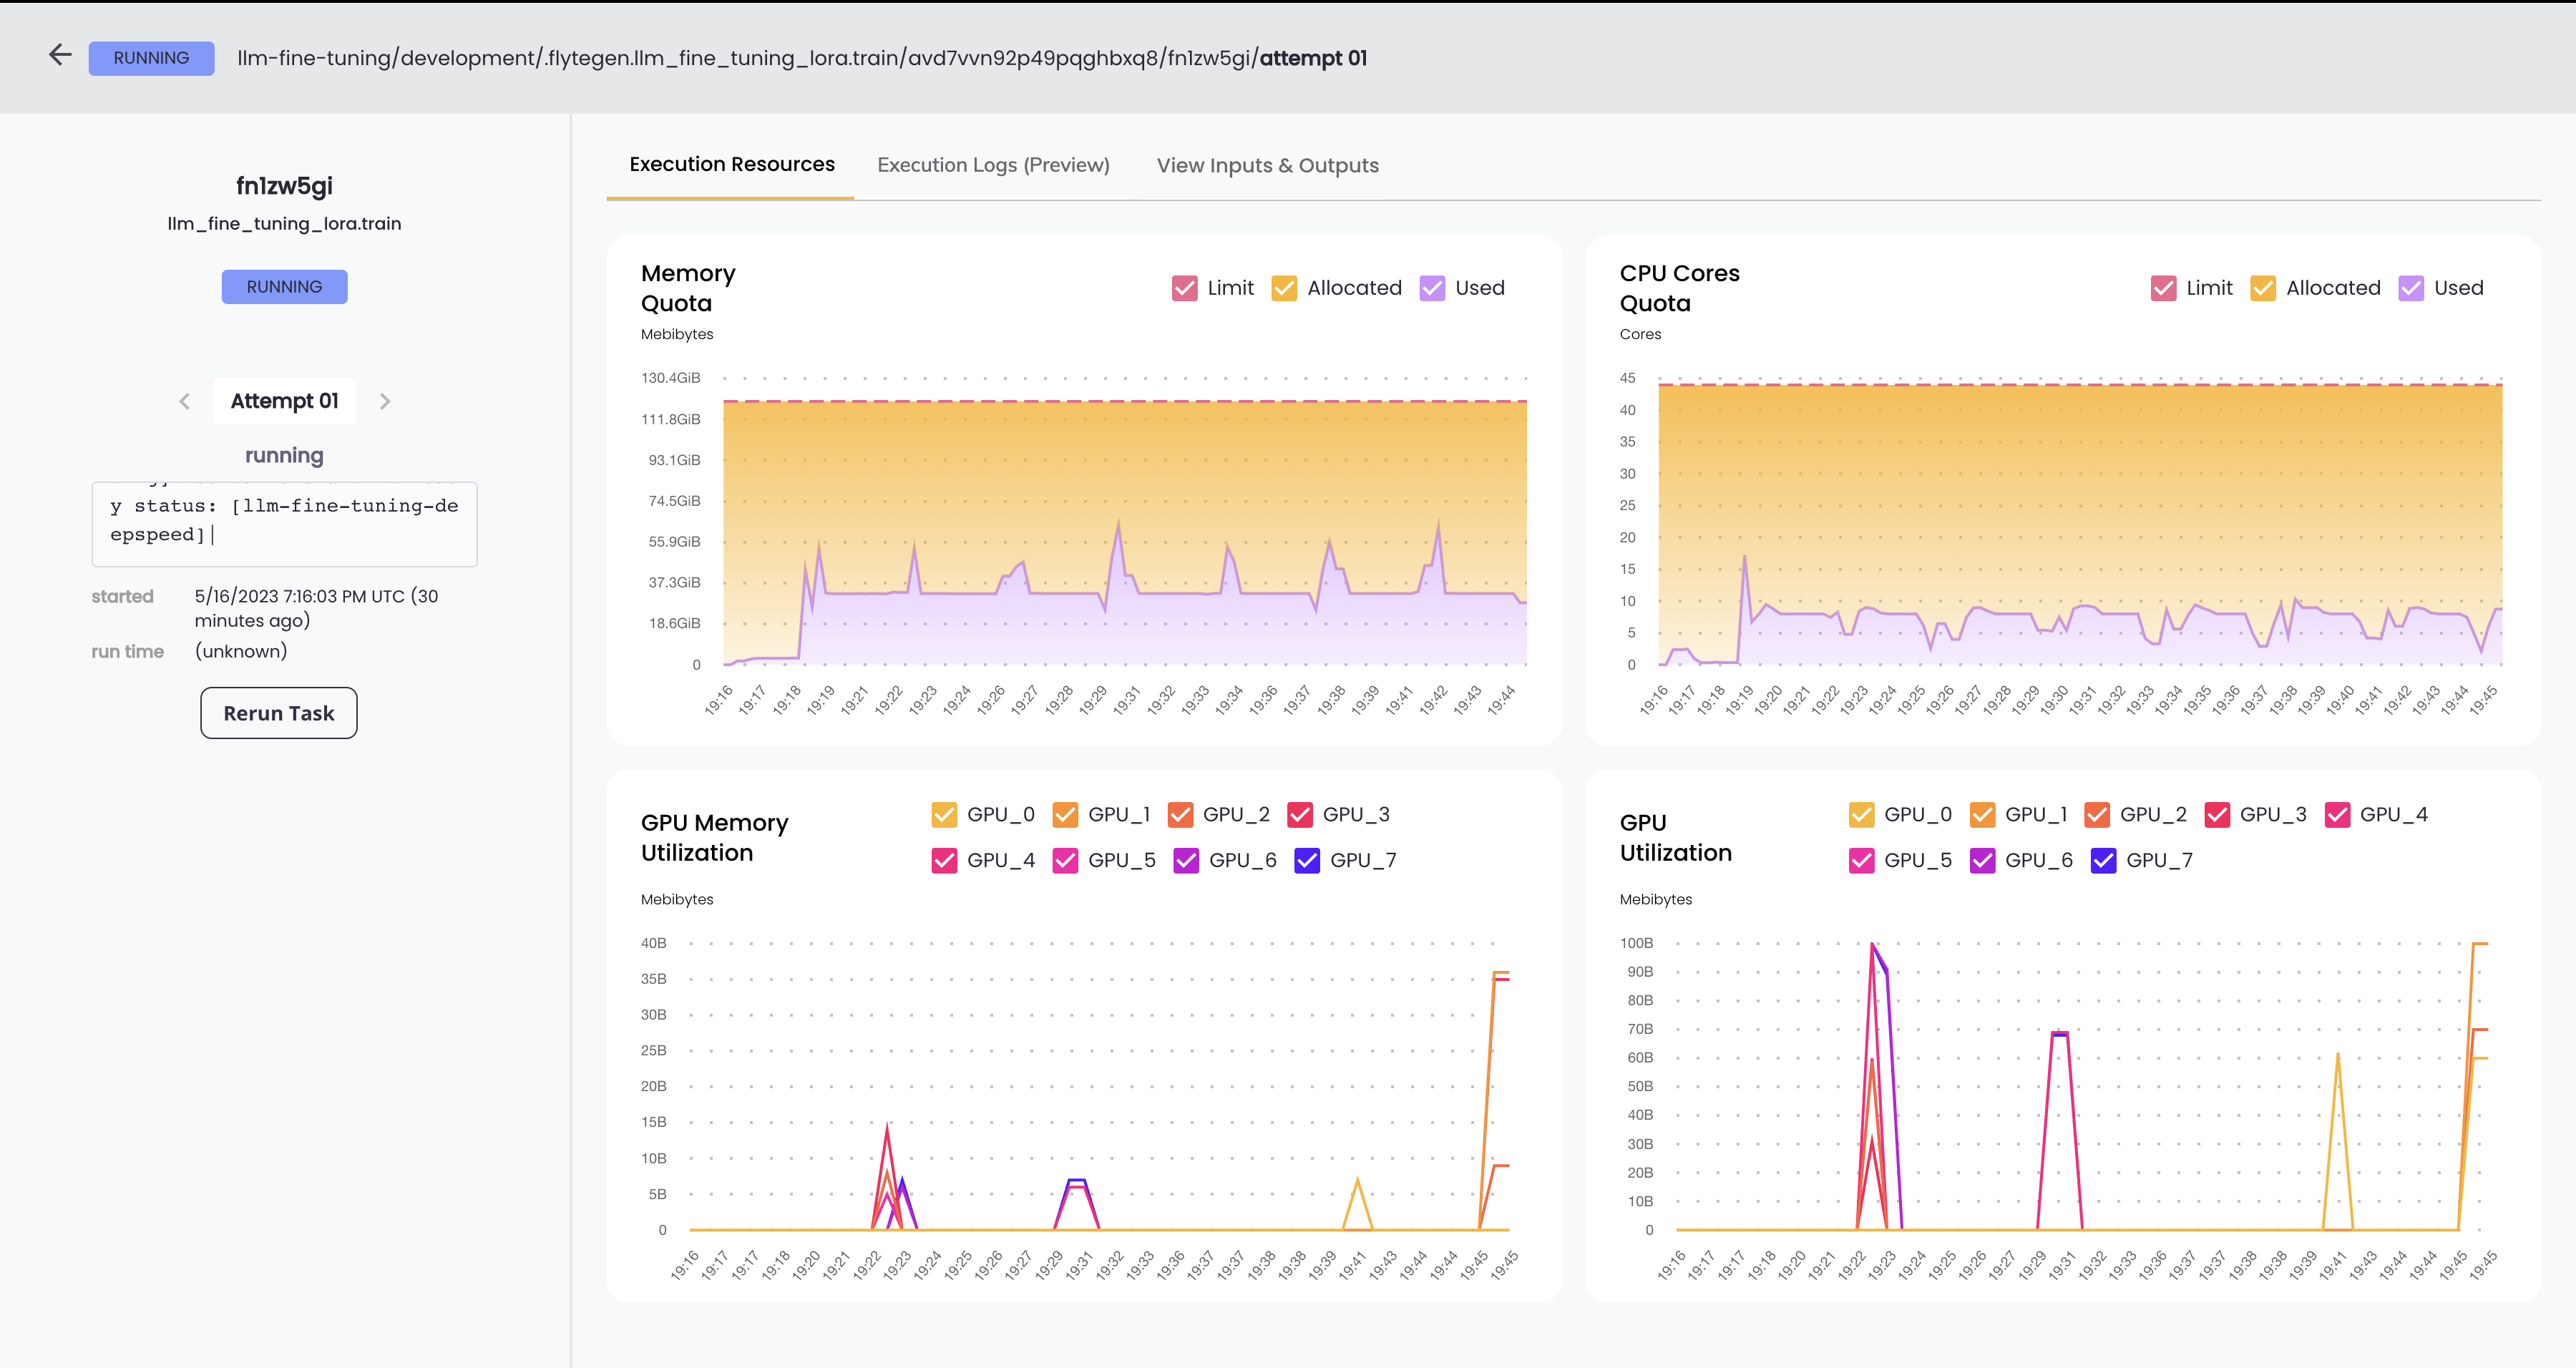 RUNNING
llm-fine-tuning/development/.flytegen.llm_fine_tuning_lora.train/avd7vvn92p49pqghbxq8/fn1zw5gi/attempt 01
fn1zw5gi
llm_fine_tuning_lora.train
RUNNING
Attempt 01
running
y status: [llm-fine-tuning-de
epspeed]
started
5/16/2023 7:16:03 PM UTC (30
minutes ago)
run time
(unknown)
Rerun Task
Execution Resources
Execution Logs (Preview)
View Inputs & Outputs
Memory
Quota
Mebibytes
Limit
Allocated
Used
130.4GiB
111.8GiB
93.1GiB
74.5GiB
55.9GiB
37.3GiB
18.6GiB
0
19:16
19:17
19:18
19:19
19:21
19:22
19:23
19:24
19:26
19:27
19:28
19:29
19:31
19:32
19:33
19:34
19:36
19:37
19:38
19:39
19:41
19:42
19:43
19:44
CPU Cores
Quota
Cores
Limit
Allocated
Used
45
40
35
30
25
20
15
10
5
0
19:16
19:17
19:18
19:19
19:20
19:21
19:22
19:23
19:24
19:25
19:26
19:27
19:28
19:29
19:30
19:31
19:32
19:33
19:34
19:35
19:36
19:37
19:38
19:39
19:40
19:41
19:42
19:43
19:44
19:45
GPU Memory
Utilization
Mebibytes
GPU_0
GPU_1
GPU_2
GPU_3
GPU_4
GPU_5
GPU_6
GPU_7
40B
35B
30B
25B
20B
15B
10B
5B
0
19:16
19:17
19:17
19:18
19:20
19:21
19:22
19:23
19:24
19:25
19:26
19:27
19:29
19:31
19:32
19:33
19:36
19:37
19:37
19:38
19:38
19:39
19:41
19:43
19:44
19:44
19:45
19:45
GPU
Utilization
Mebibytes
GPU_0
GPU_1
GPU_2
GPU_3
GPU_4
GPU_5
GPU_6
GPU_7
100B
90B
80B
70B
60B
50B
40B
30B
20B
10B
0
19:16
19:17
19:17
19:18
19:20
19:21
19:22
19:23
19:24
19:25
19:26
19:27
19:29
19:31
19:32
19:33
19:36
19:37
19:37
19:38
19:38
19:39
19:41
19:43
19:44
19:44
19:45
19:45